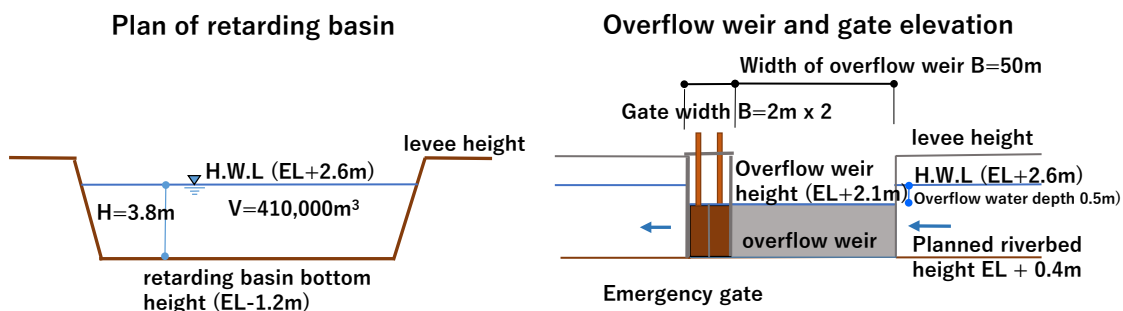 Plan of retarding basin
levee height
H.W.L (EL+2.6m)
H=3.8m
V=410,000m³
retarding basin bottom
height (EL-1.2m)
Overflow weir and gate elevation
Width of overflow weir B=50m
Gate width B=2m x 2
levee height
Overflow weir
height (EL+2.1m)
H.W.L (EL+2.6m)
Overflow water depth 0.5m)
overflow weir
Planned riverbed
height EL + 0.4m
Emergency gate